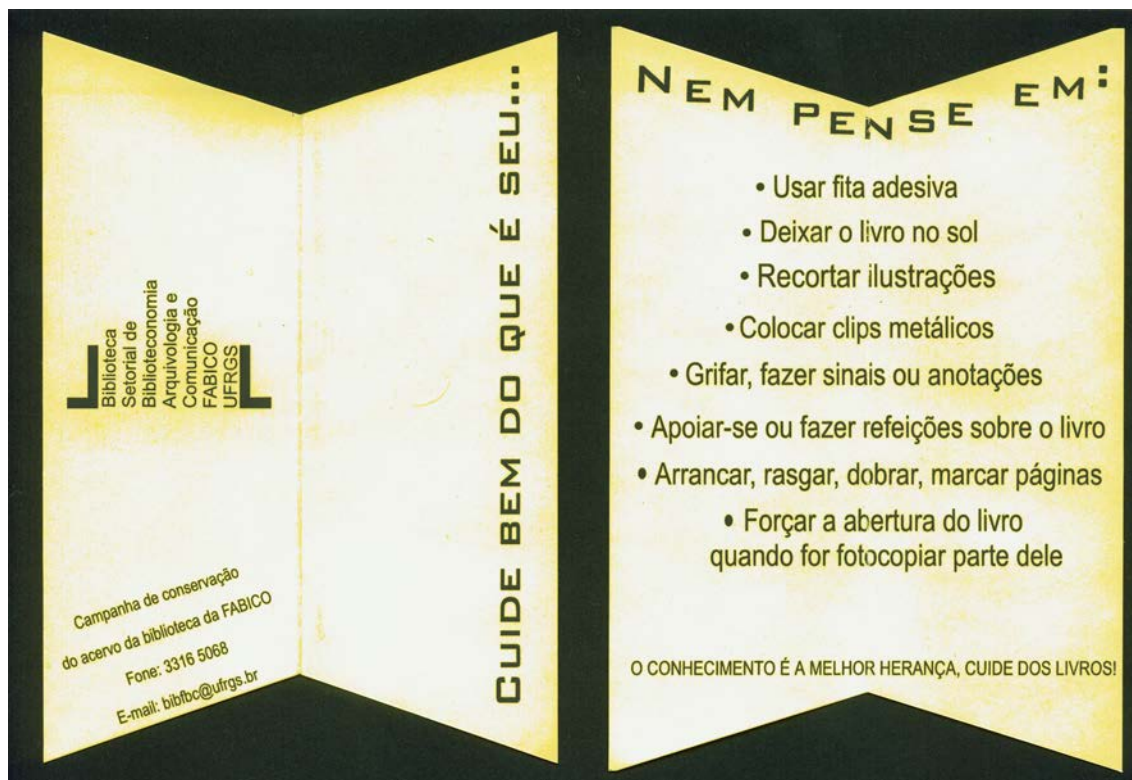 CUIDE BEM DO QUE É SEU...
Biblioteca
Setorial de
Biblioteconomia
Arquivologia e
Comunicação
FABICO
UFRGS
Campanha de conservação
do acervo da biblioteca da FABICO
Fone: 3316 5068
E-mail: bibfbc@ufrgs.br
NEM PENSE EM:
• Usar fita adesiva
• Deixar o livro no sol
• Recortar ilustrações
• Colocar clips metálicos
• Grifar, fazer sinais ou anotações
• Apoiar-se ou fazer refeições sobre o livro
• Arrancar, rasgar, dobrar, marcar páginas
• Forçar a abertura do livro
quando for fotocopiar parte dele
O CONHECIMENTO É A MELHOR HERANÇA, CUIDE DOS LIVROS!